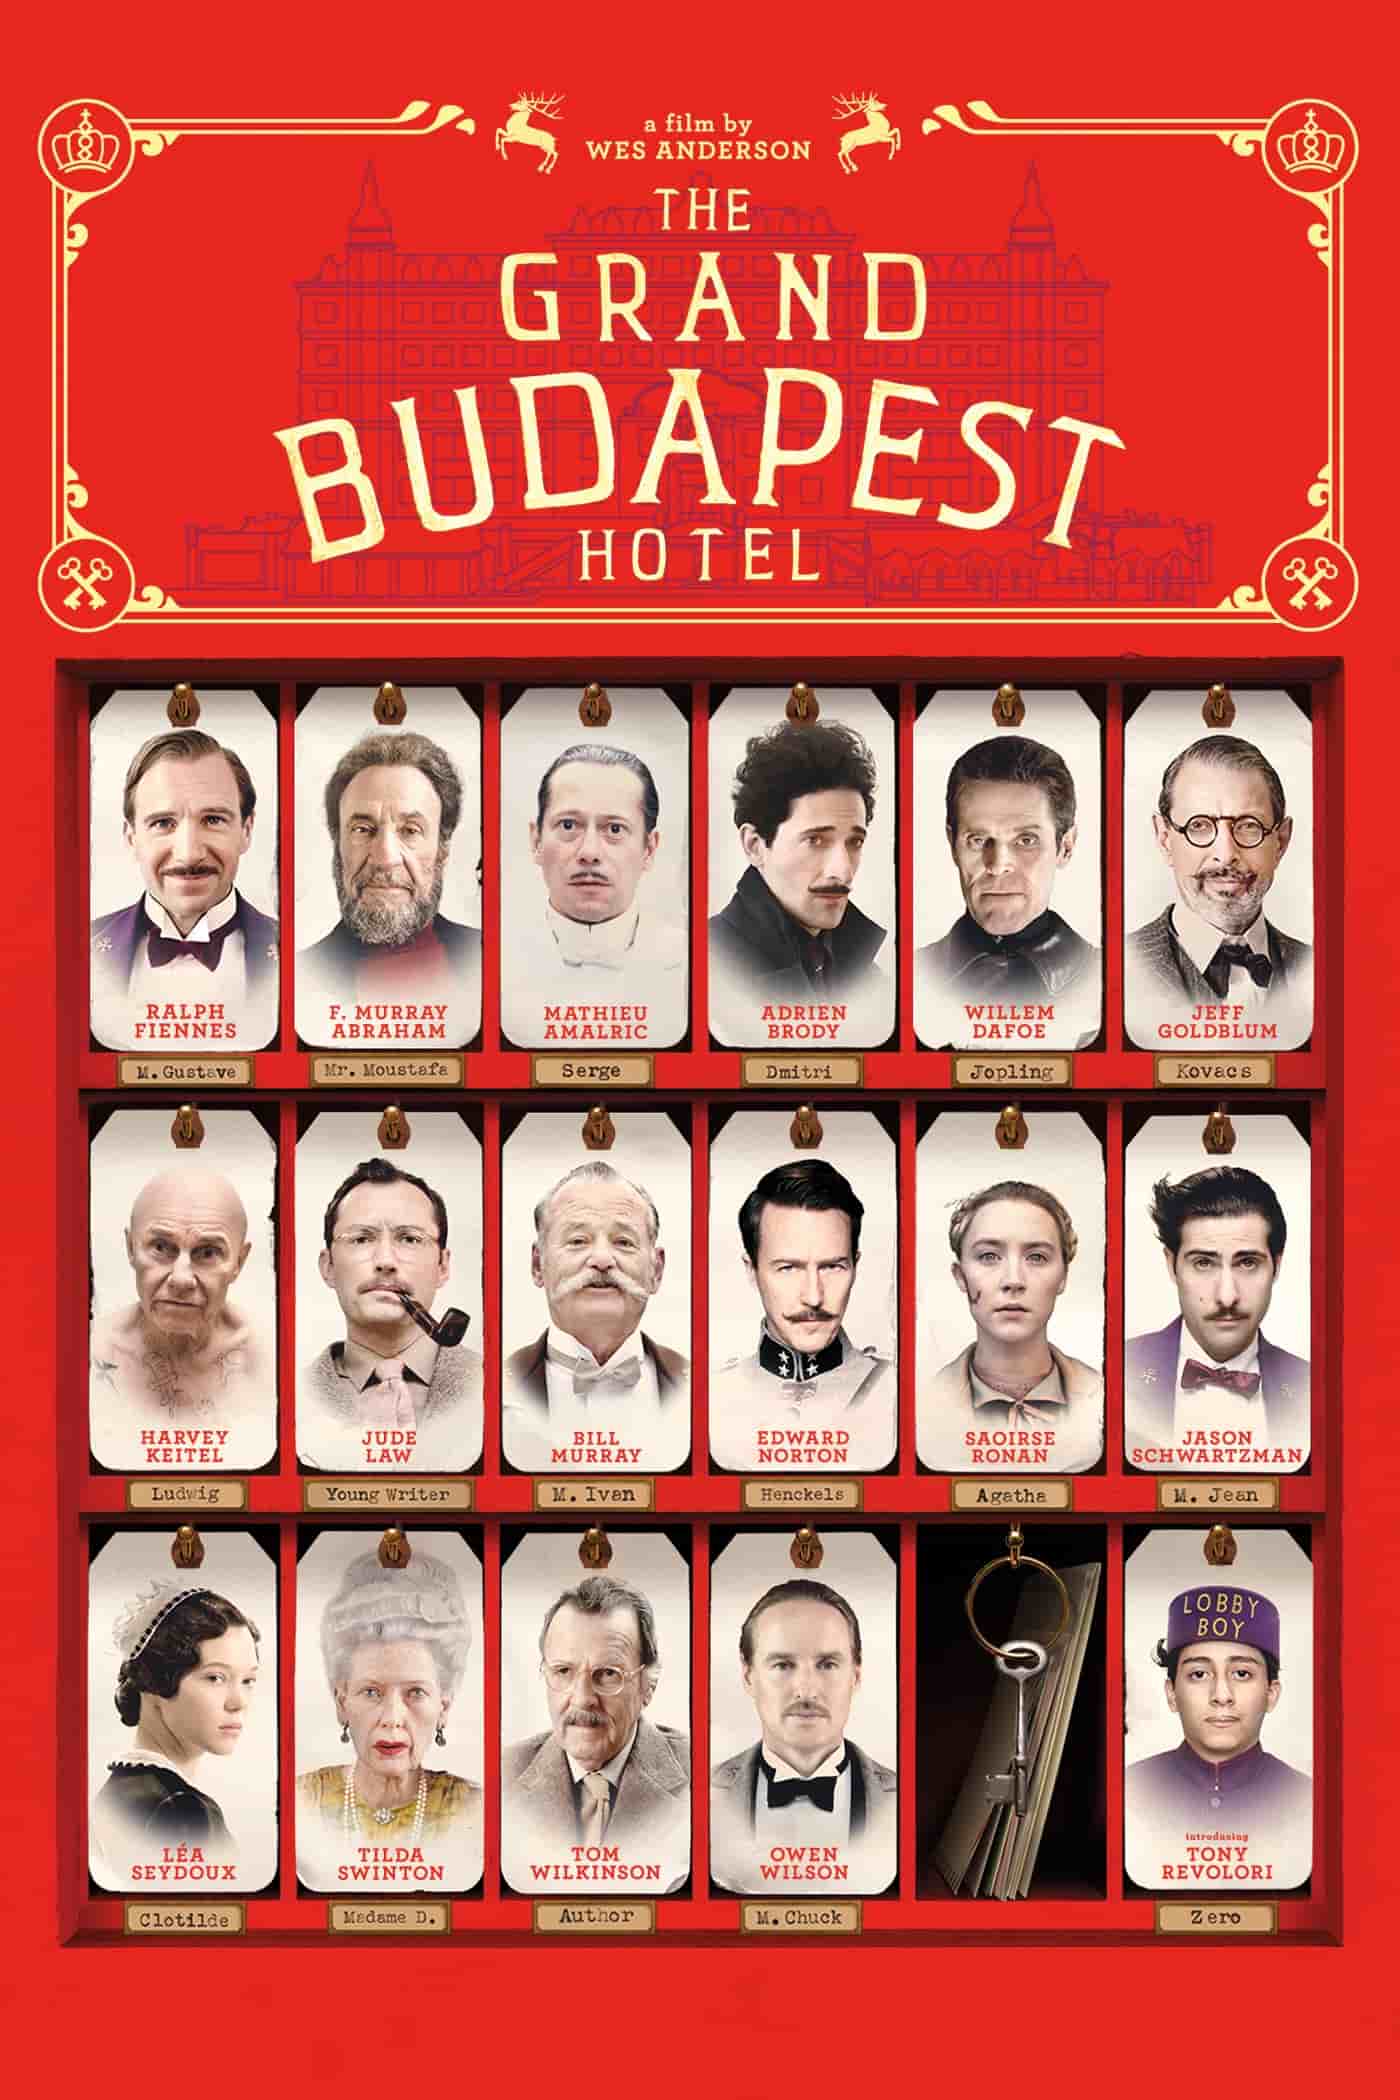 a film by
WES ANDERSON
THE
GRAND
BUDAPEST
HOTEL
RALPH
FIENNES
M. Gustave
F. MURRAY
ABRAHAM
Mr. Moustafa
MATHIEU
AMALRIC
Serge
ADRIEN
BRODY
Dmitri
WILLEM
DAFOE
Jopling
JEFF
GOLDBLUM
Kovacs
HARVEY
KEITEL
Ludwig
JUDE
LAW
Young Writer
BILL
MURRAY
M. Ivan
EDWARD
NORTON
Henckels
SAOIRSE
RONAN
Agatha
JASON
SCHWARTZMAN
M. Jean
LÉA
SEYDOUX
Clotilde
TILDA
SWINTON
Madame D.
TOM
WILKINSON
Author
OWEN
WILSON
M. Chuck
LOBBY
BOY
introducing
TONY
REVOLORI
Zero